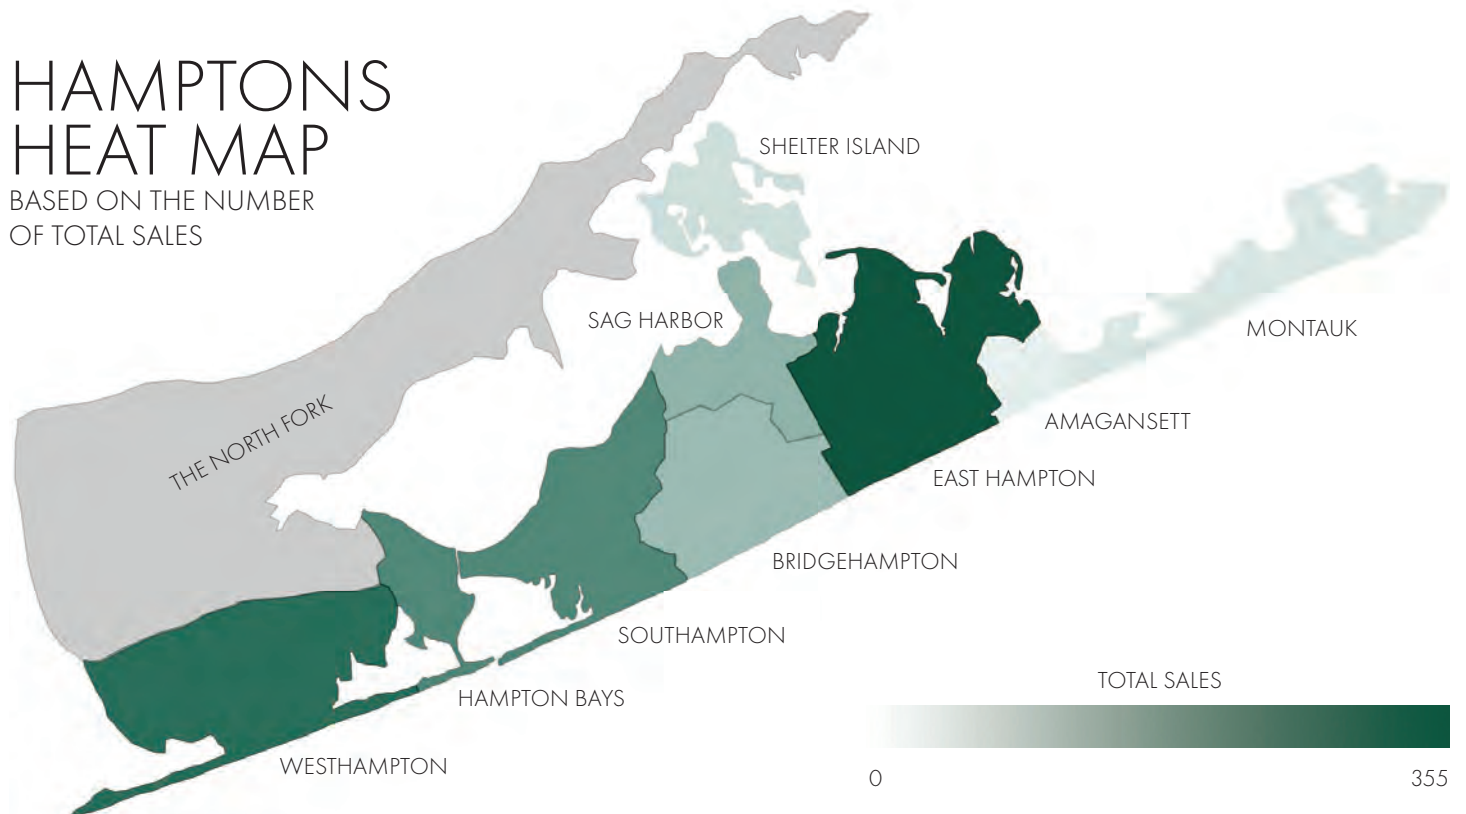 HAMPTONS
HEAT MAP
BASED ON THE NUMBER
OF TOTAL SALES
SHELTER ISLAND
SAG HARBOR
MONTAUK
THE NORTH FORK
AMAGANSETT
EAST HAMPTON
BRIDGEHAMPTON
SOUTHAMPTON
HAMPTON BAYS
WESTHAMPTON
TOTAL SALES
0
355